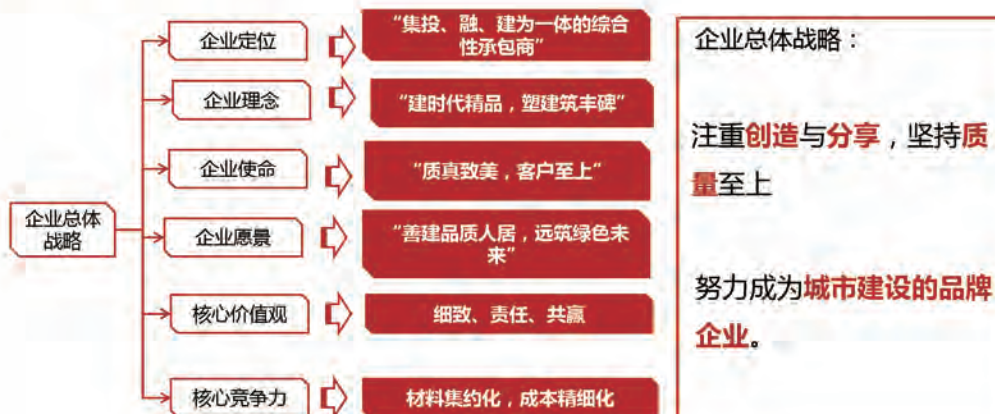 企业总体
战略
企业定位
“集投、融、建为一体的综合
性承包商”
企业理念
“建时代精品，塑建筑丰碑”
企业使命
“质真致美，客户至上”
企业愿景
“善建品质人居，远筑绿色未
来”
核心价值观
细致、责任、共赢
核心竞争力
材料集约化，成本精细化
企业总体战略：
注重创造与分享，坚持质
量至上
努力成为城市建设的品牌
企业。